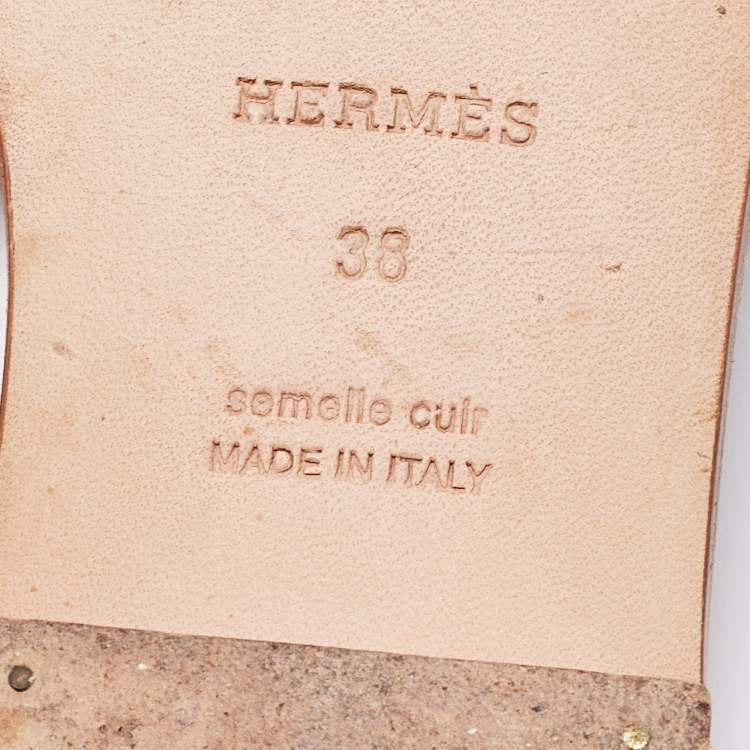 HERMÈS
38
semelle cuir
MADE IN ITALY